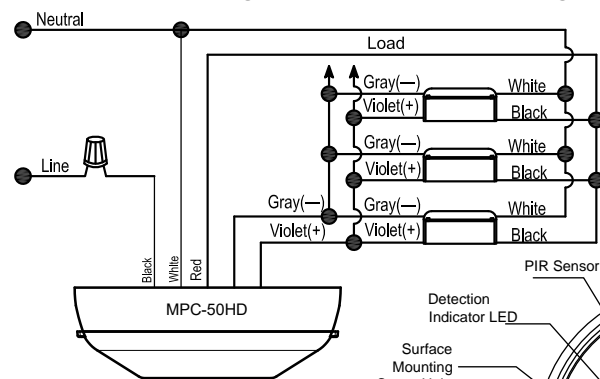 Neutral
Load
Gray(—)
White
Violet(+)
Black
Gray(—)
White
Violet(+)
Black
Line
Gray(—)
Gray(—)
White
Violet(+)
Violet(+)
Black
Black
White
Red
MPC-50HD
PIR Sensor
Detection
Indicator LED
Surface
Mounting